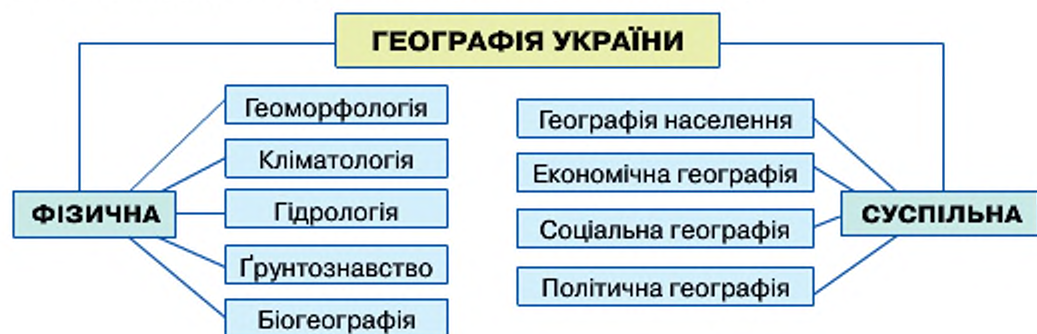 ГЕОГРАФІЯ УКРАЇНИ
ФІЗИЧНА
Геоморфологія
Кліматологія
Гідрологія
Ґрунтознавство
Біогеографія
СУСПІЛЬНА
Географія населення
Економічна географія
Соціальна географія
Політична географія